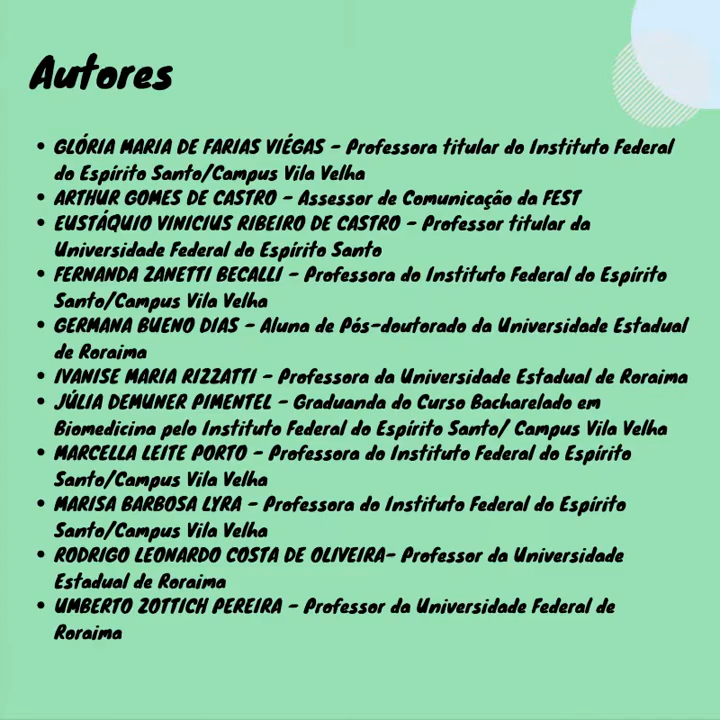 Autores
• GLÓRIA MARIA DE FARIAS VIÉGAS - Professora titular do Instituto Federal
do Espírito Santo/Campus Vila Velha
• ARTHUR GOMES DE CASTRO - Assessor de Comunicação da FEST
• EUSTÁQUIO VINICIUS RIBEIRO DE CASTRO - Professor titular da
Universidade Federal do Espírito Santo
• FERNANDA ZANETTI BECALLI - Professora do Instituto Federal do Espírito
Santo/Campus Vila Velha
• GERMANA BUENO DIAS - Aluna de Pós-doutorado da Universidade Estadual
de Roraima
• IVANISE MARIA RIZZATTI - Professora da Universidade Estadual de Roraima
• JÚLIA DEMUNER PIMENTEL - Graduanda do Curso Bacharelado em
Biomedicina pelo Instituto Federal do Espírito Santo/ Campus Vila Velha
• MARCELLA LEITE PORTO - Professora do Instituto Federal do Espírito
Santo/Campus Vila Velha
• MARISA BARBOSA LYRA - Professora do Instituto Federal do Espírito
Santo/Campus Vila Velha
• RODRIGO LEONARDO COSTA DE OLIVEIRA- Professor da Universidade
Estadual de Roraima
• UMBERTO ZOTTICH PEREIRA - Professor da Universidade Federal de
Roraima